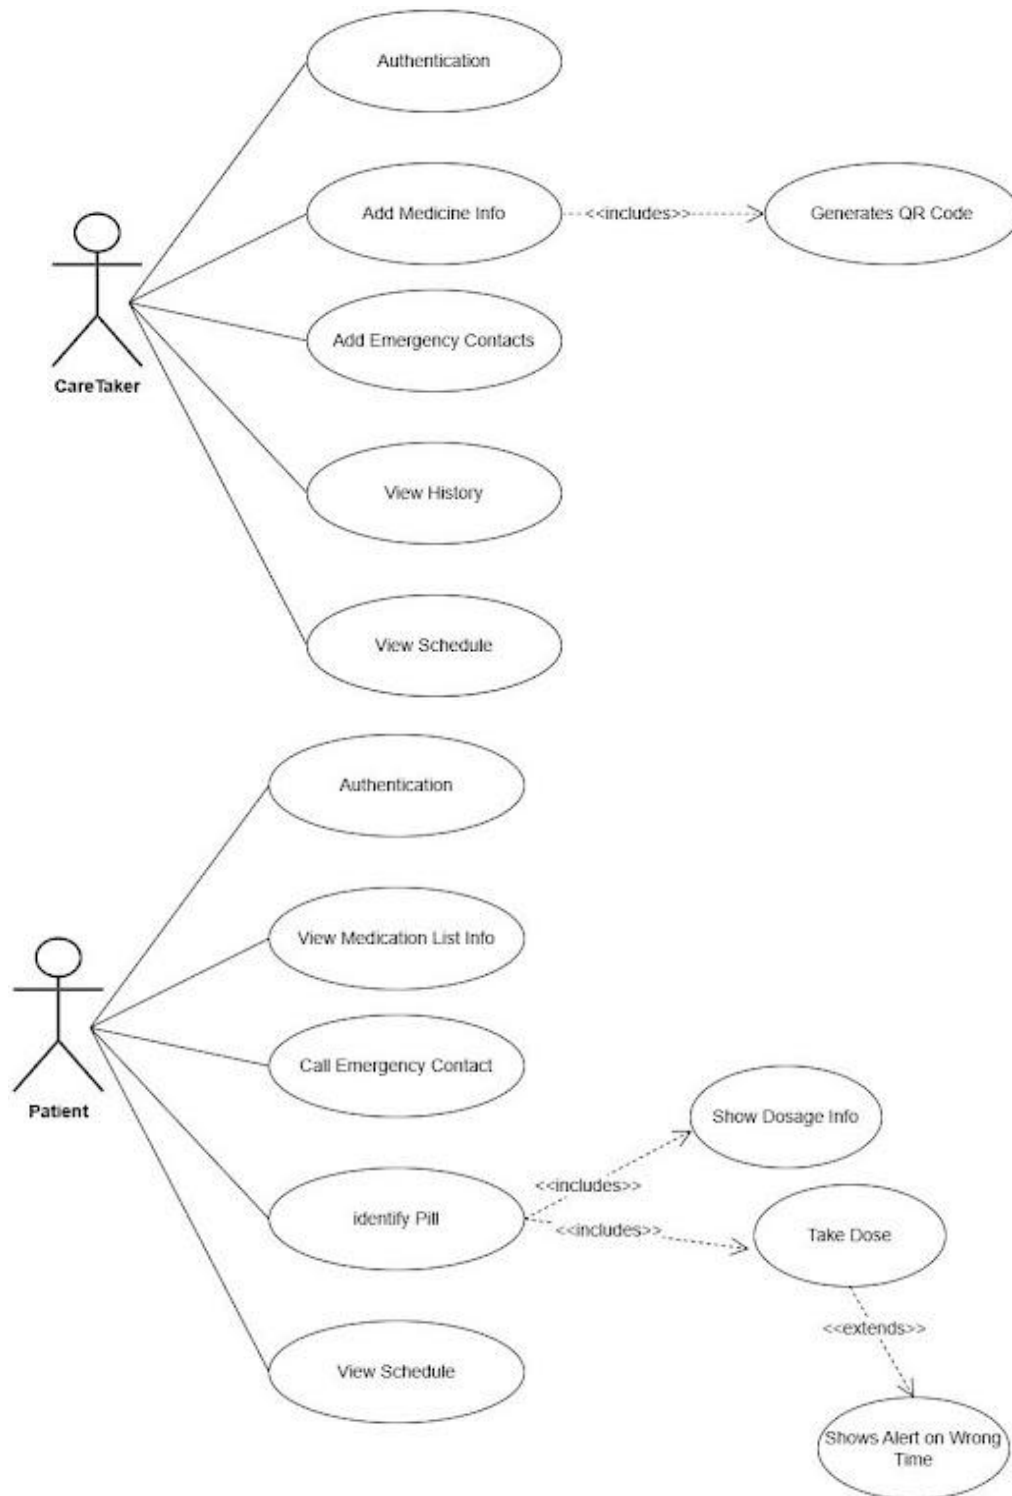 Authentication
Add Medicine Info
<<includes>>
Generates QR Code
Add Emergency Contacts
CareTaker
View History
View Schedule
Authentication
View Medication List Info
Call Emergency Contact
Patient
Show Dosage Info
<<includes>>
identify Pill
<<includes>>
Take Dose
<<extends>>
View Schedule
Shows Alert on Wrong
Time